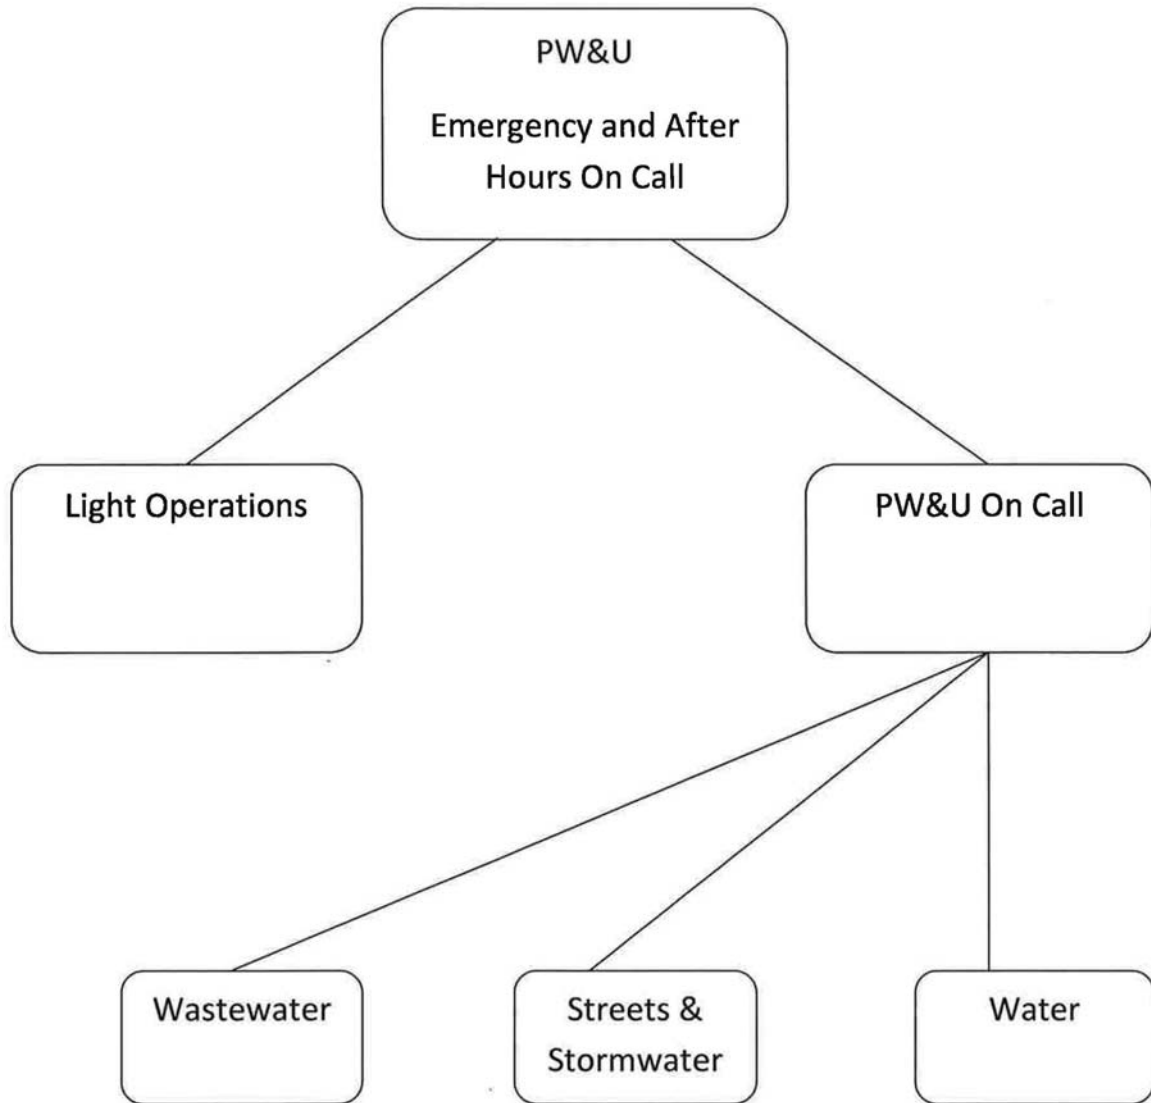 PW&U
Emergency and After
Hours On Call
Light Operations
PW&U On Call
Wastewater
Streets &
Stormwater
Water